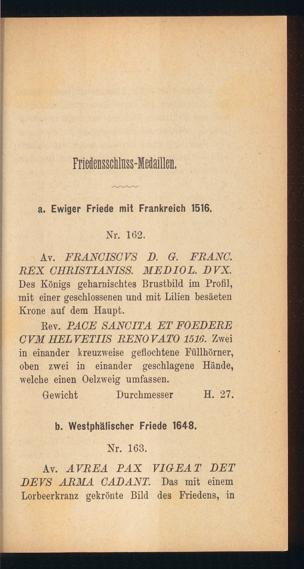 Friedensschluss-Medaillen.
a. Ewiger Friede mit Frankreich 1516.
Nr. 162.
Av. FRANCISCVS D. G. FRANC.
REX CHRISTIANISS. MEDIOL. DVX.
Des Königs geharnischtes Brustbild im Profil,
mit einer geschlossenen und mit Lilien besäeten
Krone auf dem Haupt.
Rev. PACE SANCITA ET FOEDERE
CVM HELVETIIS RENOVATO 1516. Zwei
in einander kreuzweise geflochtene Füllhörner,
oben zwei in einander geschlagene Hände,
welche einen Oelzweig umfassen.
Gewicht Durchmesser H. 27.
b. Westphälischer Friede 1648.
Nr. 163.
Av. AVREA PAX VIGEAT DET
DEVS ARMA CADANT. Das mit einem
Lorbeerkranz gekrönte Bild des Friedens, in